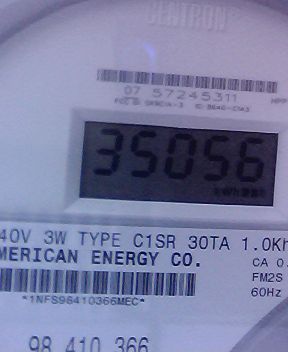 CENTRON
07 57245311
35056
40V 3W TYPE C1SR 30TA 1.0Kh
MERICAN ENERGY CO.
CA 0.
FM2S
60Hz
*1NFS98410366MEC*
98 410 366